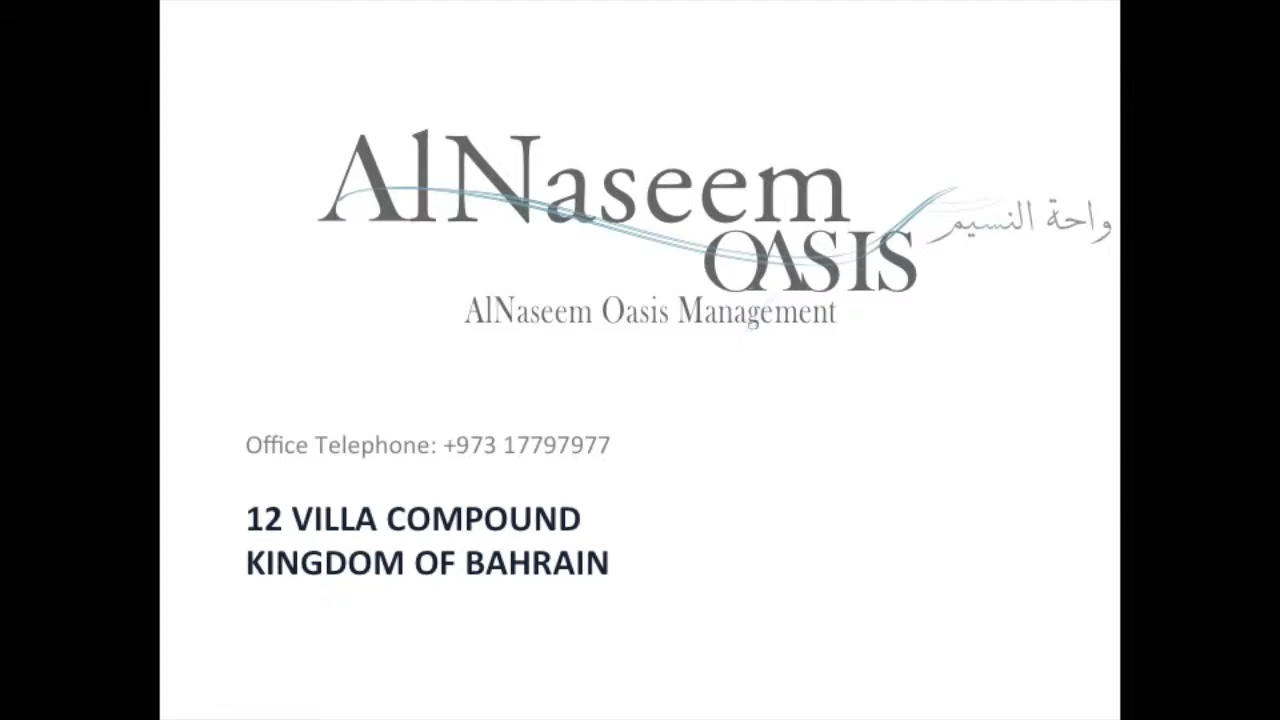 AlNaseem
OASIS
واحة النسيم
AlNaseem Oasis Management
Office Telephone: +973 17797977
12 VILLA COMPOUND
KINGDOM OF BAHRAIN